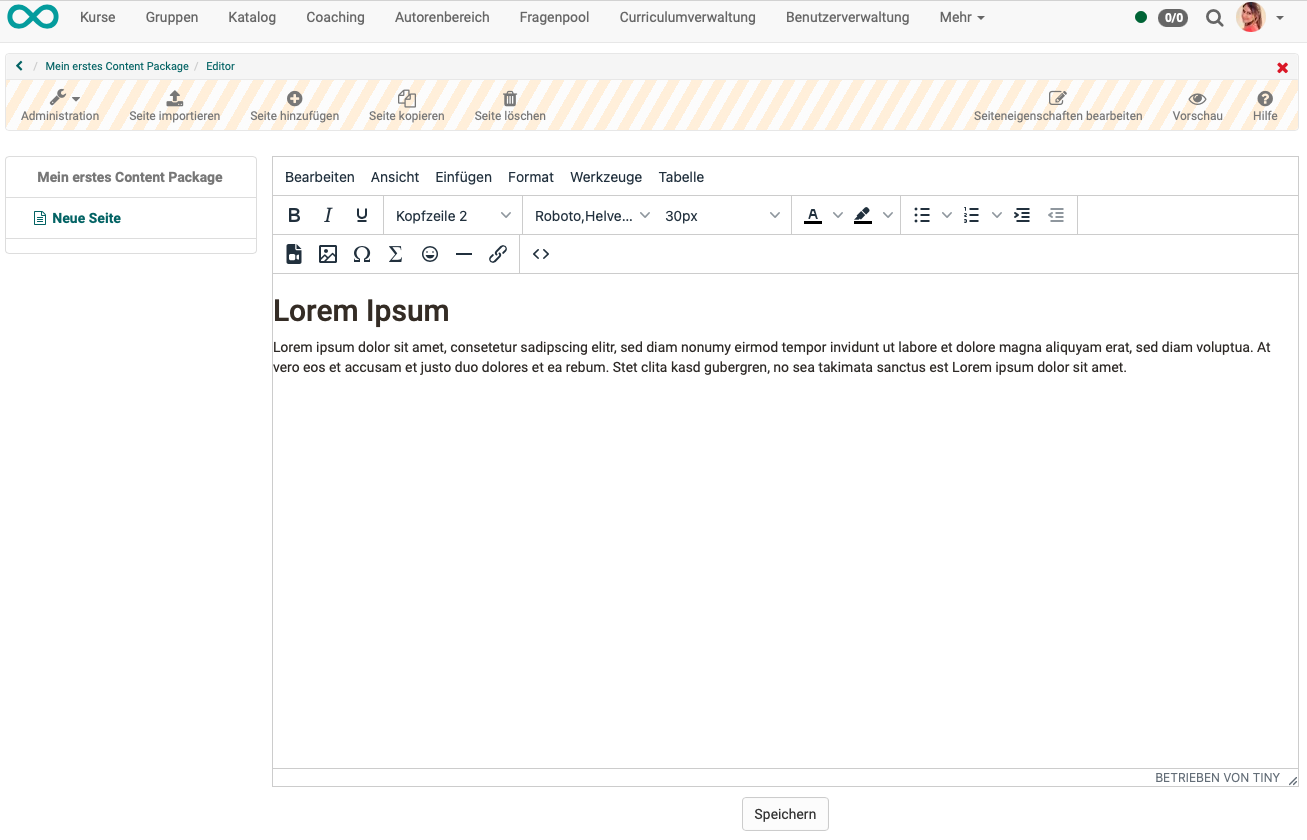 Kurse Gruppen Katalog Coaching Autorenbereich Fragenpool Curriculumverwaltung Benutzerverwaltung Mehr 0/0
/ Mein erstes Content Package / Editor
Administration Seite importieren Seite hinzufügen Seite kopieren Seite löschen Seiteneigenschaften bearbeiten Vorschau Hilfe
Mein erstes Content Package
Neue Seite
Bearbeiten Ansicht Einfügen Format Werkzeuge Tabelle
B I U Kopfzeile 2 Roboto,Helve... 30px A
Ω Σ <>
Lorem Ipsum
Lorem ipsum dolor sit amet, consetetur sadipscing elitr, sed diam nonumy eirmod tempor invidunt ut labore et dolore magna aliquyam erat, sed diam voluptua. At
vero eos et accusam et justo duo dolores et ea rebum. Stet clita kasd gubergren, no sea takimata sanctus est Lorem ipsum dolor sit amet.
BETRIEBEN VON TINY
Speichern